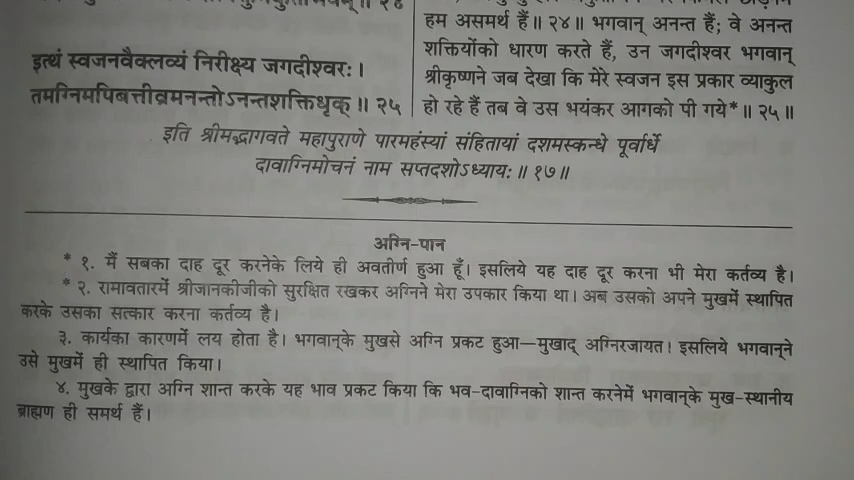 हम असमर्थ हैं॥ २४॥ भगवान् अनन्त हैं; वे अनन्त
शक्तियोंको धारण करते हैं, उन जगदीश्वर भगवान्
श्रीकृष्णने जब देखा कि मेरे स्वजन इस प्रकार व्याकुल
हो रहे हैं तब वे उस भयंकर आगको पी गये*॥ २५॥
इत्थं स्वजनवैक्लव्यं निरीक्ष्य जगदीश्वरः।
तमग्निमपिबत्तीव्रमनन्तोऽनन्तशक्तिधृक्॥ २५
इति श्रीमद्भागवते महापुराणे पारमहंस्यां संहितायां दशमस्कन्धे पूर्वार्धे
दावाग्निमोचनं नाम सप्तदशोऽध्यायः॥ १७॥
अग्नि-पान
* १. मैं सबका दाह दूर करनेके लिये ही अवतीर्ण हुआ हूँ। इसलिये यह दाह दूर करना भी मेरा कर्तव्य है।
* २. रामावतारमें श्रीजानकीजीको सुरक्षित रखकर अग्निने मेरा उपकार किया था। अब उसको अपने मुखमें स्थापित
करके उसका सत्कार करना कर्तव्य है।
३. कार्यका कारणमें लय होता है। भगवान्‌के मुखसे अग्नि प्रकट हुआ—मुखाद् अग्निरजायत। इसलिये भगवान्‌ने
उसे मुखमें ही स्थापित किया।
४. मुखके द्वारा अग्नि शान्त करके यह भाव प्रकट किया कि भव-दावाग्निको शान्त करनेमें भगवान्‌के मुख-स्थानीय
ब्राह्मण ही समर्थ हैं।